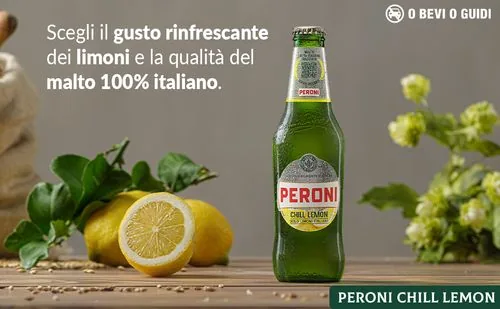 O BEVI O GUIDI
Scegli il gusto rinfrescante
dei limoni e la qualità del
malto 100% italiano.
PERONI
PERONI
CHILL LEMON
PERONI CHILL LEMON